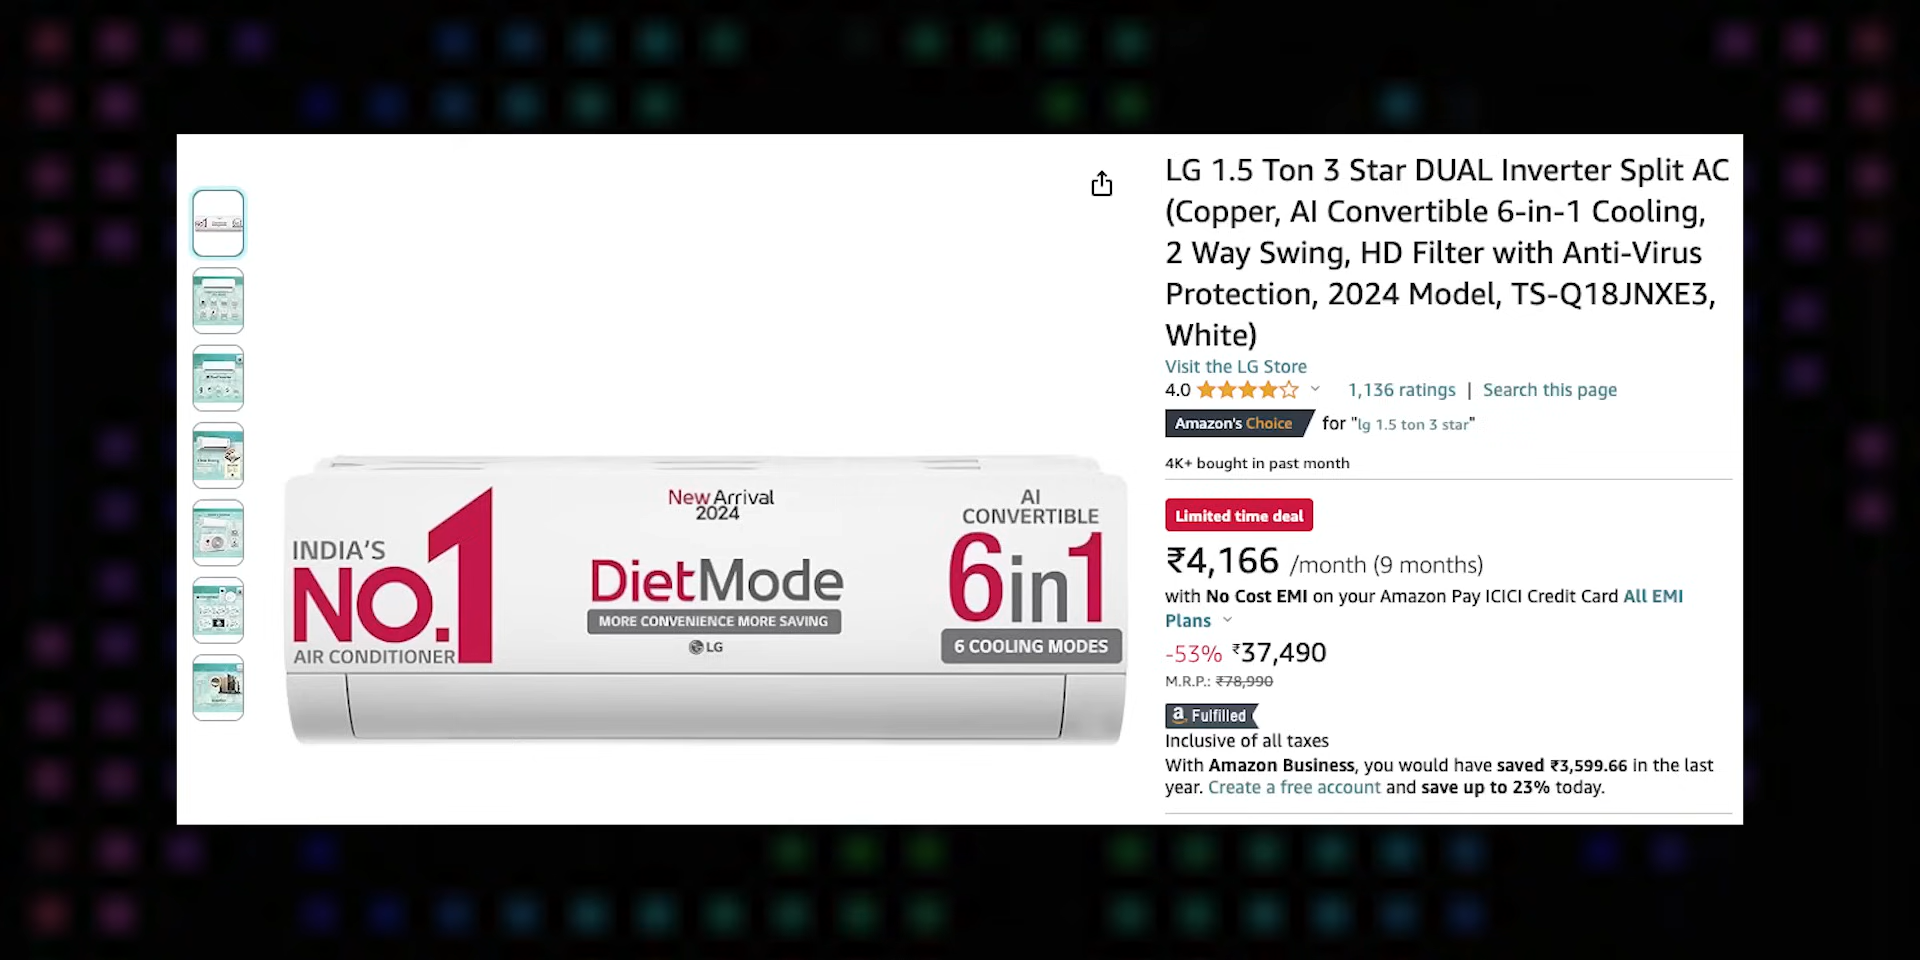 LG 1.5 Ton 3 Star DUAL Inverter Split AC
(Copper, AI Convertible 6-in-1 Cooling,
2 Way Swing, HD Filter with Anti-Virus
Protection, 2024 Model, TS-Q18JNXE3,
White)
Visit the LG Store
4.0 1,136 ratings | Search this page
Amazon's Choice for "lg 1.5 ton 3 star"
4K+ bought in past month
Limited time deal
₹4,166 /month (9 months)
with No Cost EMI on your Amazon Pay ICICI Credit Card All EMI
Plans
-53% ₹37,490
M.R.P.: ₹78,990
a Fulfilled
Inclusive of all taxes
With Amazon Business, you would have saved ₹3,599.66 in the last
year. Create a free account and save up to 23% today.
INDIA'S
NO.1
AIR CONDITIONER
New Arrival
2024
DietMode
MORE CONVENIENCE MORE SAVING
LG
AI
CONVERTIBLE
6in1
6 COOLING MODES